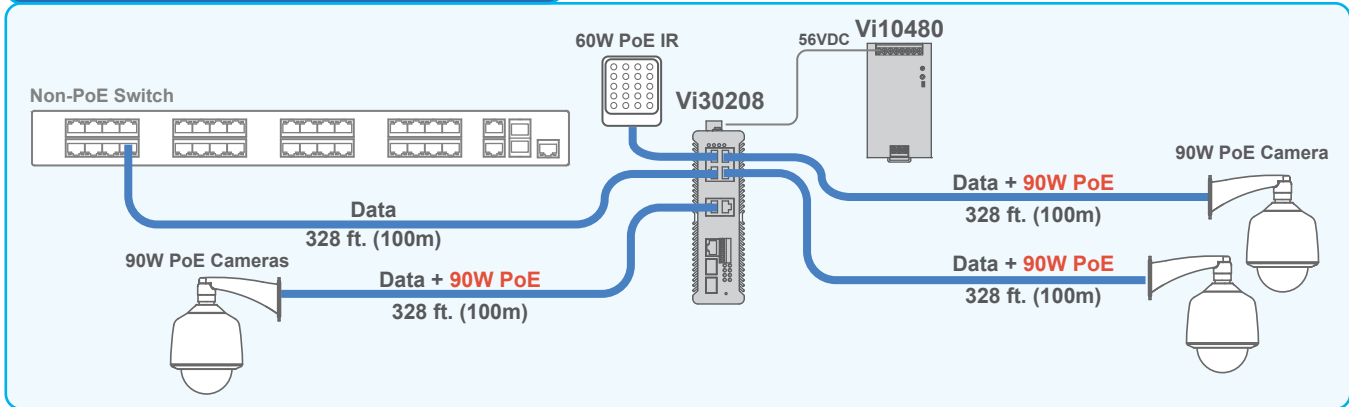 60W PoE IR
56VDC
Vi10480
Non-PoE Switch
Vi30208
90W PoE Camera
Data
328 ft. (100m)
Data + 90W PoE
328 ft. (100m)
90W PoE Cameras
Data + 90W PoE
328 ft. (100m)
Data + 90W PoE
328 ft. (100m)